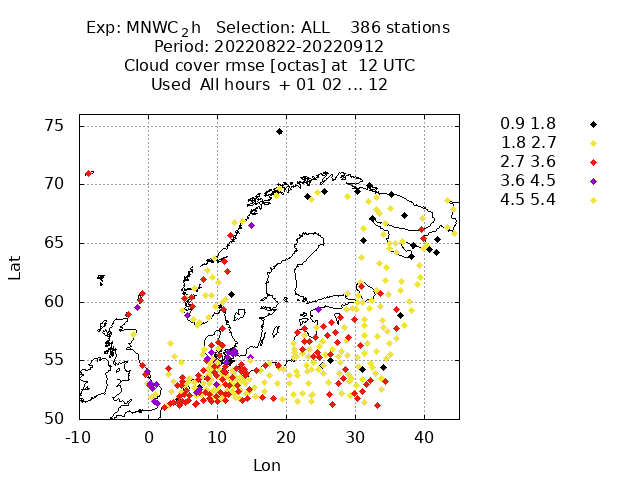 Exp: MNWC_2h   Selection: ALL    386 stations
Period: 20220822-20220912
Cloud cover rmse [octas] at  12 UTC
Used  All hours  + 01 02 ... 12
75
70
65
60
55
50
-10 0 10 20 30 40
Lat
Lon
0.9 1.8
1.8 2.7
2.7 3.6
3.6 4.5
4.5 5.4